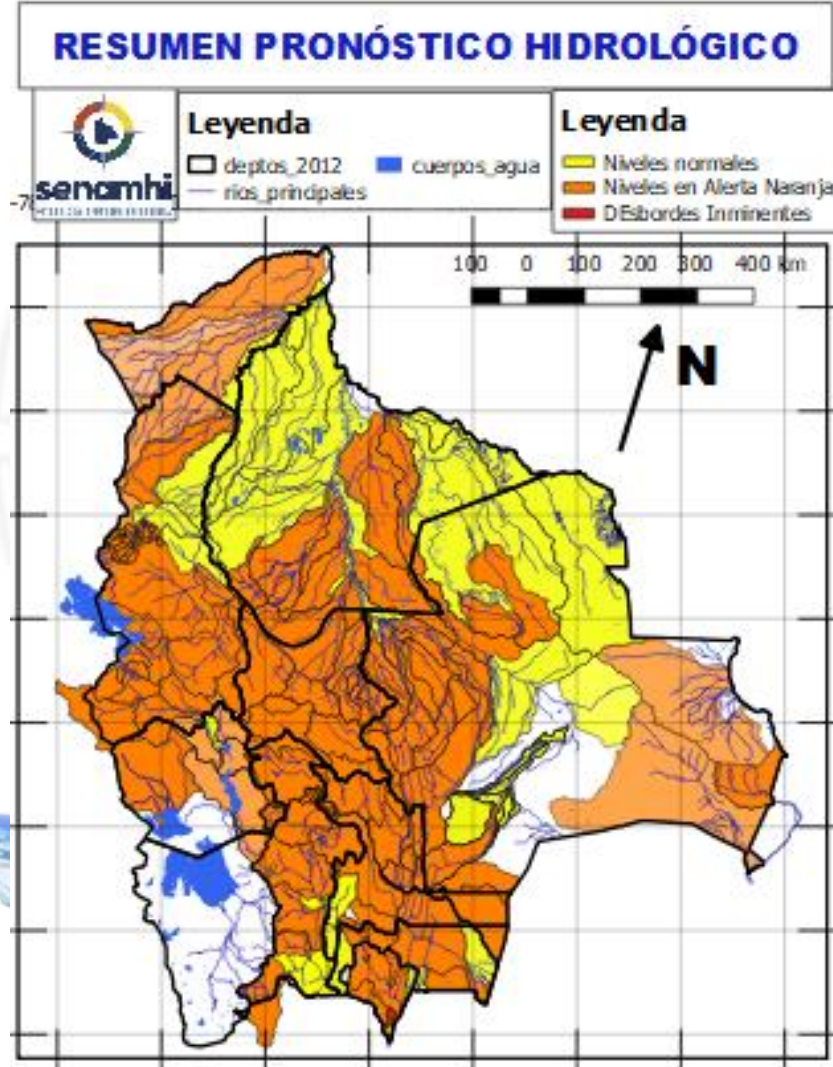 RESUMEN PRONÓSTICO HIDROLÓGICO
senamhi
Leyenda
deptos_2012
cuerpos_agua
rios_principales
Leyenda
Niveles normales
Niveles en Alerta Naranja
DEsbordes Inminentes
100 0 100 200 300 400 km
N